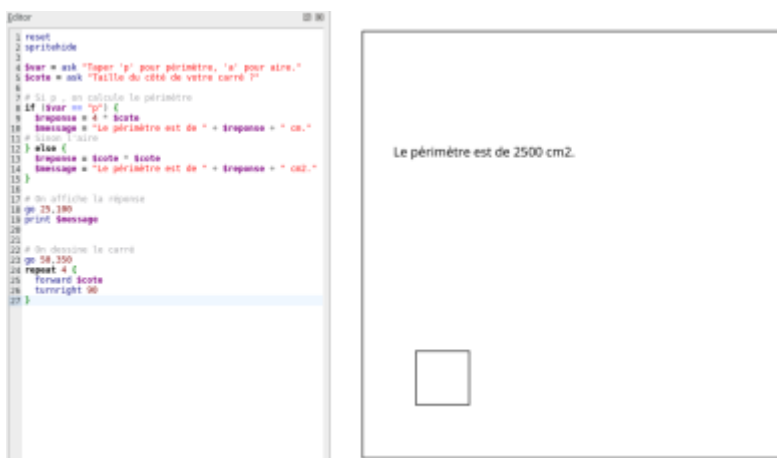 Editor
1 reset
2 spritehide
3
4 $var = ask "Taper 'p' pour périmètre, 'a' pour aire."
5 $cote = ask "Taille du côté de votre carré ?"
6
7 # Si p , on calcule le périmètre
8 if ($var == "p") {
9 $reponse = 4 * $cote
10 $message = "Le périmètre est de " + $reponse + " cm."
11 # Sinon l'aire
12 } else {
13 $reponse = $cote * $cote
14 $message = "Le périmètre est de " + $reponse + " cm2."
15 }
16
17 # On affiche la réponse
18 go 25,100
19 print $message
20
21
22 # On dessine le carré
23 go 50,350
24 repeat 4 {
25 forward $cote
26 turnright 90
27 }
Le périmètre est de 2500 cm2.